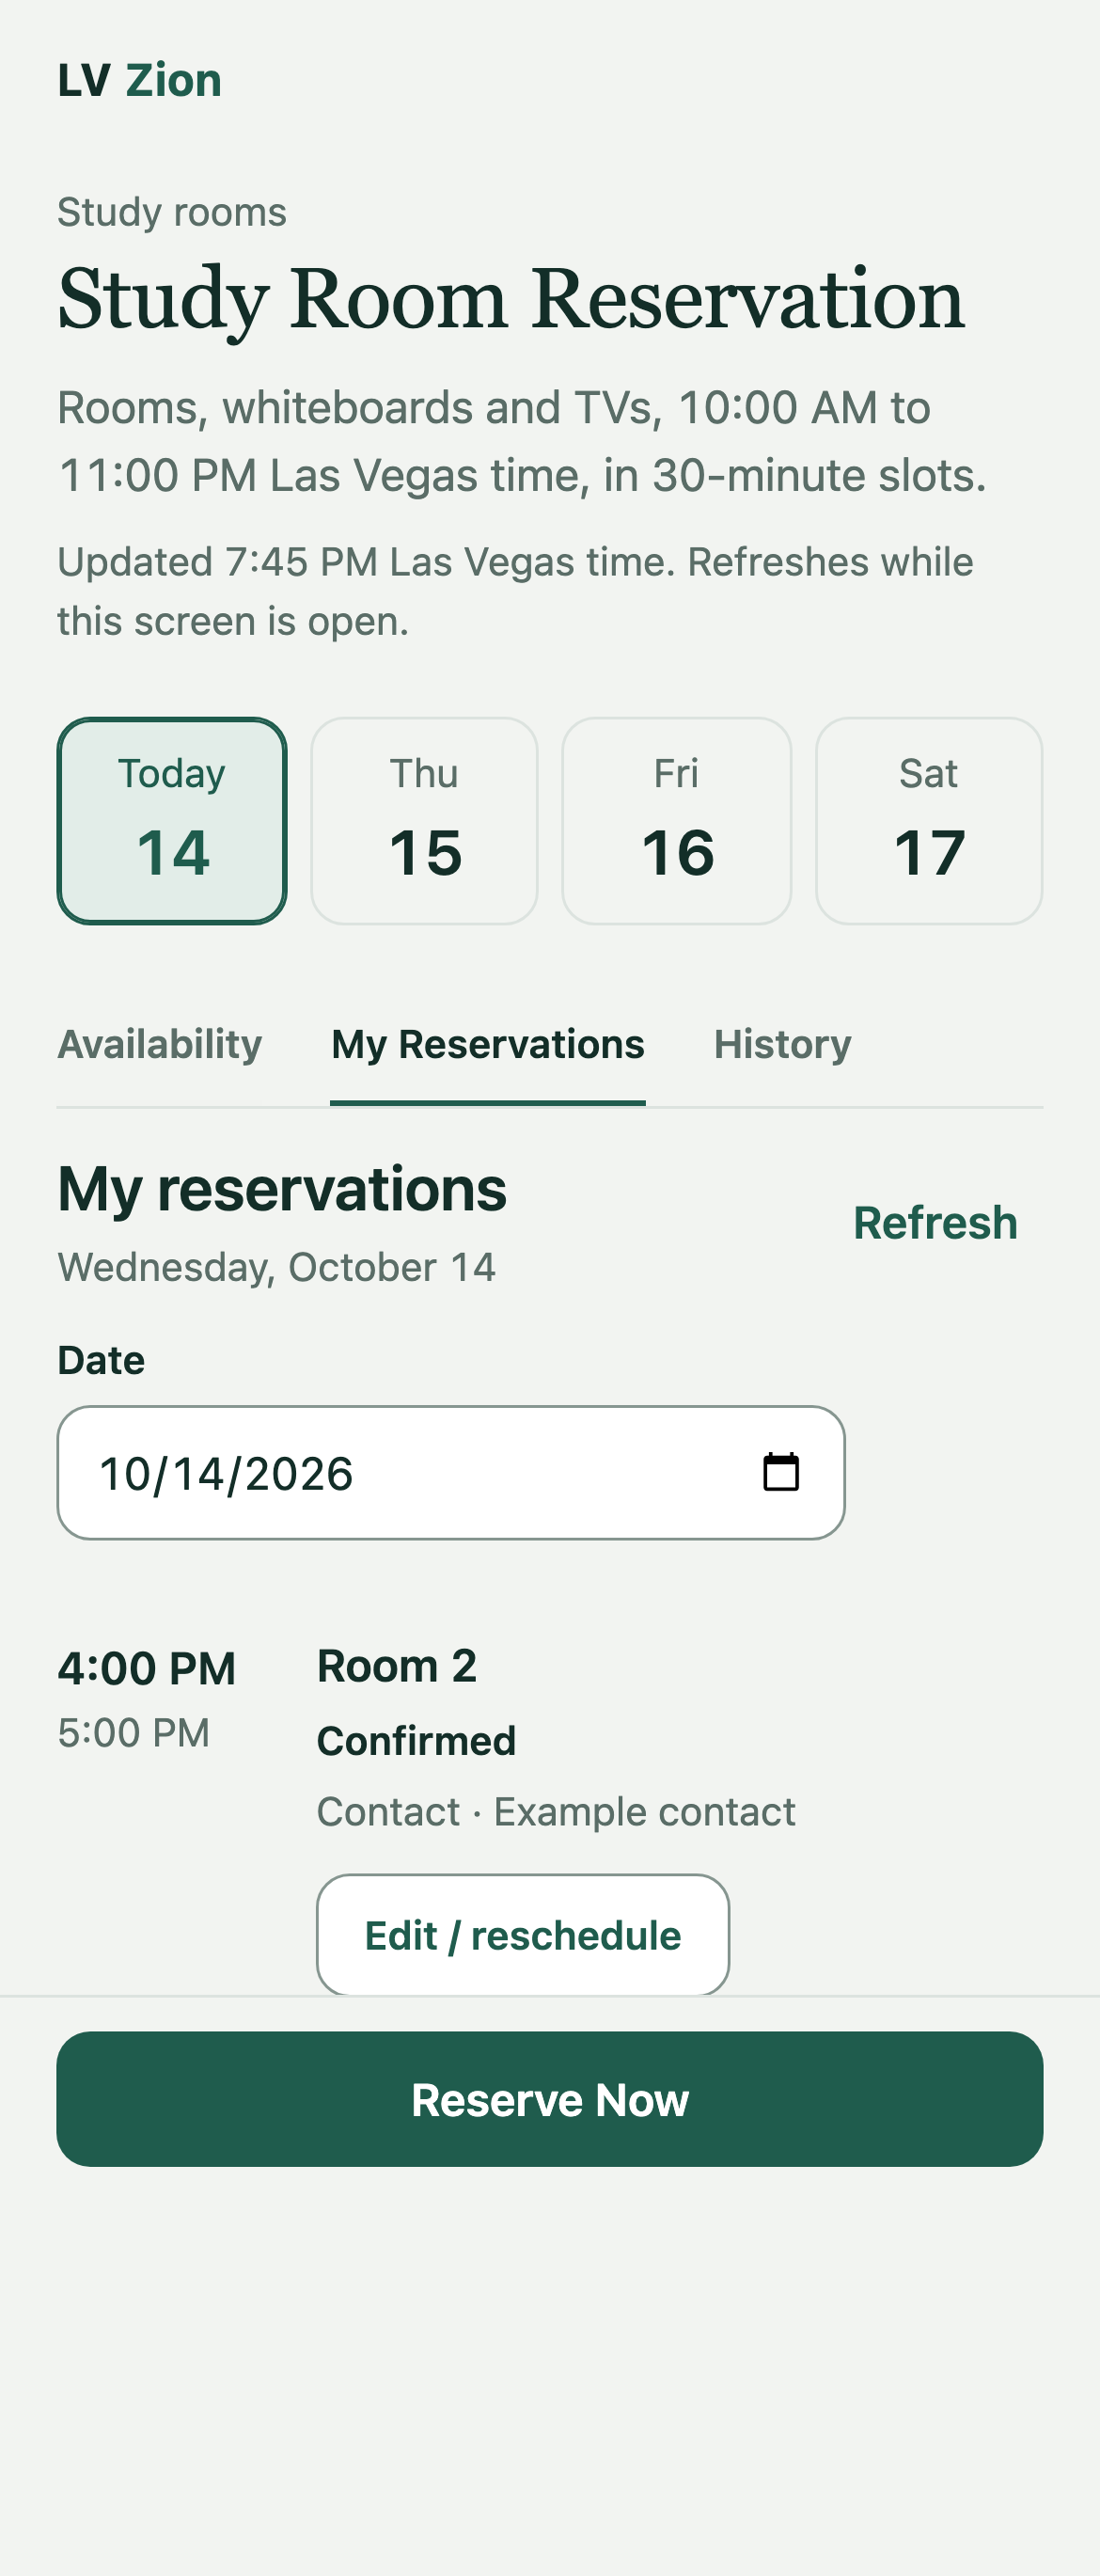 LV Zion
Study rooms
Study Room Reservation
Rooms, whiteboards and TVs, 10:00 AM to
11:00 PM Las Vegas time, in 30-minute slots.
Updated 7:45 PM Las Vegas time. Refreshes while
this screen is open.
Today Thu Fri Sat
14 15 16 17
Availability My Reservations History
My reservations
Refresh
Wednesday, October 14
Date
10/14/2026
4:00 PM Room 2
5:00 PM
Confirmed
Contact · Example contact
Edit / reschedule
Reserve Now